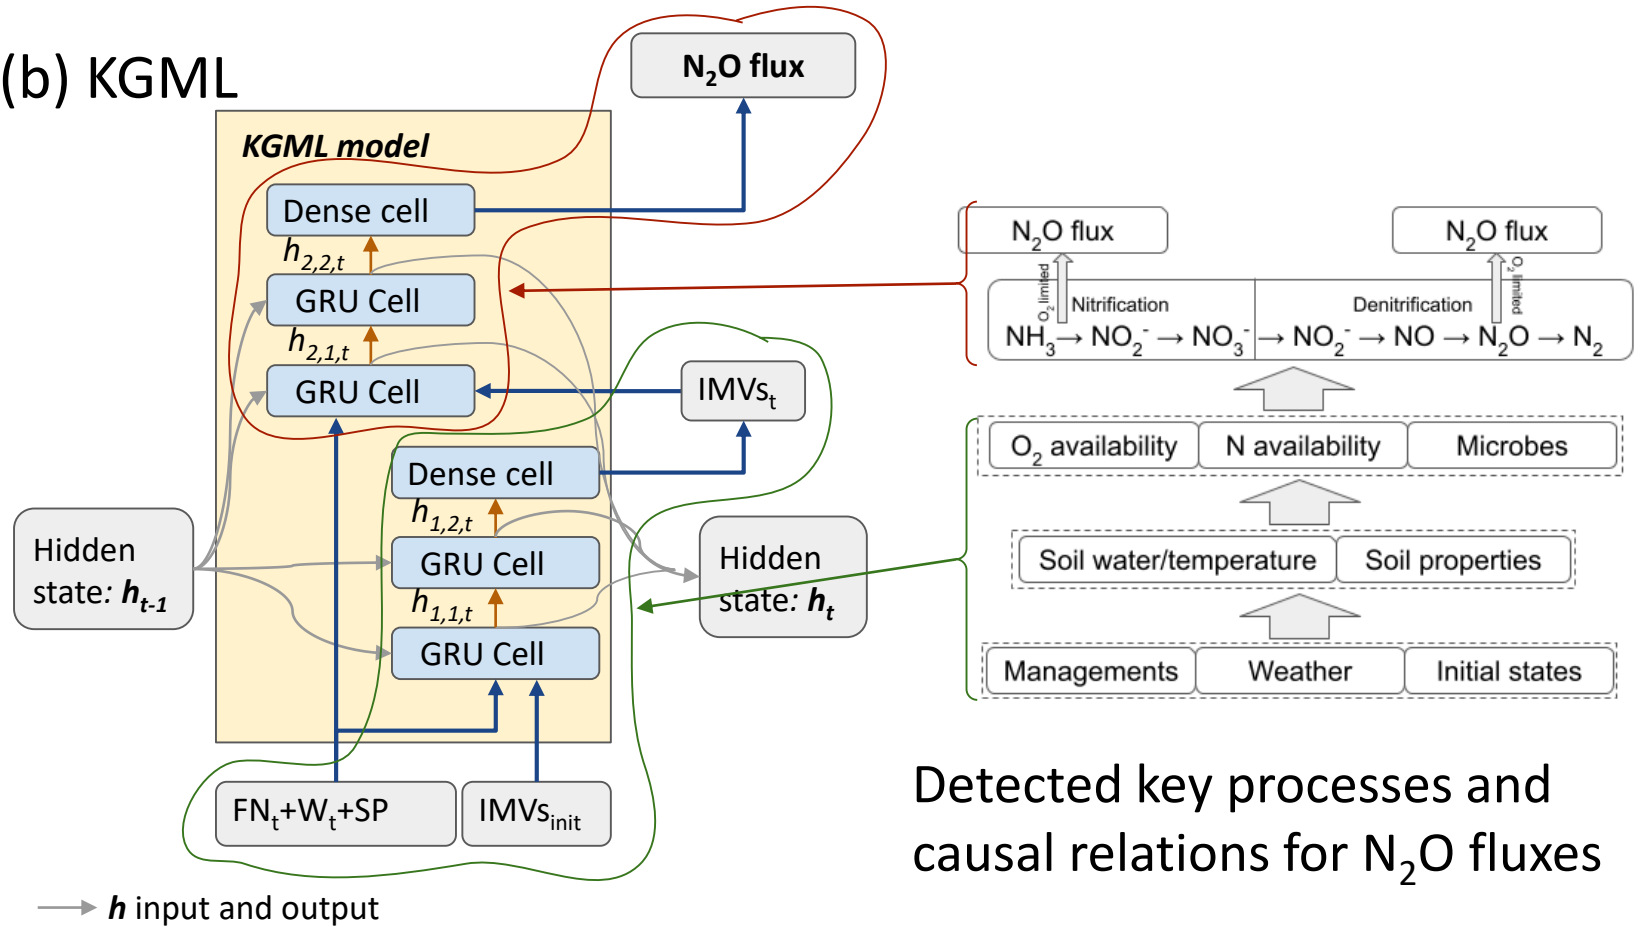 (b) KGML
KGML model
N₂O flux
Dense cell
h₂,₂,ₜ
GRU Cell
h₂,₁,ₜ
GRU Cell
IMVsₜ
Dense cell
h₁,₂,ₜ
GRU Cell
h₁,₁,ₜ
GRU Cell
Hidden
state: hₜ₋₁
Hidden
state: hₜ
FNₜ+Wₜ+SP
IMVsᵢₙᵢₜ
h input and output
N₂O flux
N₂O flux
O₂ limited
O₂ limited
Nitrification
Denitrification
NH₃→ NO₂⁻ → NO₃⁻ → NO₂⁻ → NO → N₂O → N₂
O₂ availability
N availability
Microbes
Soil water/temperature
Soil properties
Managements
Weather
Initial states
Detected key processes and
causal relations for N₂O fluxes